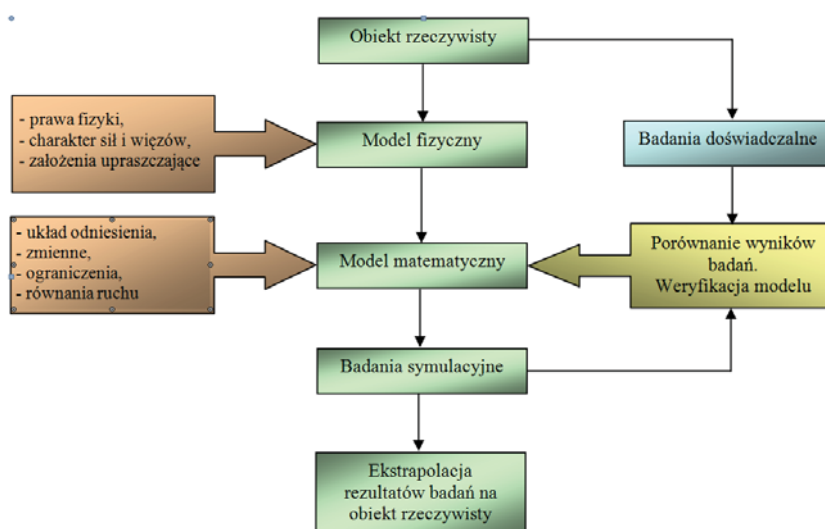 Obiekt rzeczywisty
- prawa fizyki,
- charakter sił i więzów,
- założenia upraszczające
Model fizyczny
Badania doświadczalne
- układ odniesienia,
- zmienne,
- ograniczenia,
- równania ruchu
Model matematyczny
Porównanie wyników
badań.
Weryfikacja modelu
Badania symulacyjne
Ekstrapolacja
rezultatów badań na
obiekt rzeczywisty